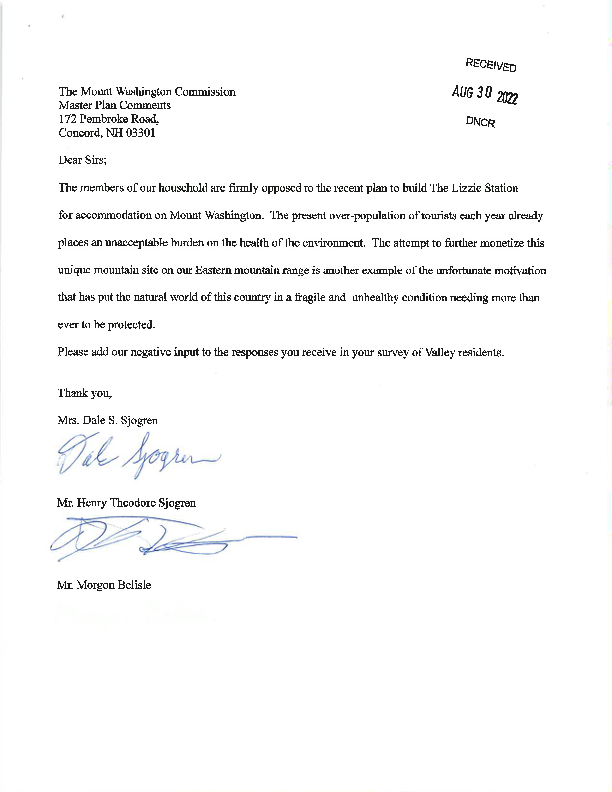 RECEIVED
AUG 30 2022
DNCR
The Mount Washington Commission
Master Plan Comments
172 Pembroke Road,
Concord, NH 03301
Dear Sirs;
The members of our household are firmly opposed to the recent plan to build The Lizzie Station
for accommodation on Mount Washington. The present over-population of tourists each year already
places an unacceptable burden on the health of the environment. The attempt to further monetize this
unique mountain site on our Eastern mountain range is another example of the unfortunate motivation
that has put the natural world of this country in a fragile and unhealthy condition needing more than
ever to be protected.
Please add our negative input to the responses you receive in your survey of Valley residents.
Thank you,
Mrs. Dale S. Sjogren
Dale Sjogren
Mr. Henry Theodore Sjogren
Mr. Morgon Belisle